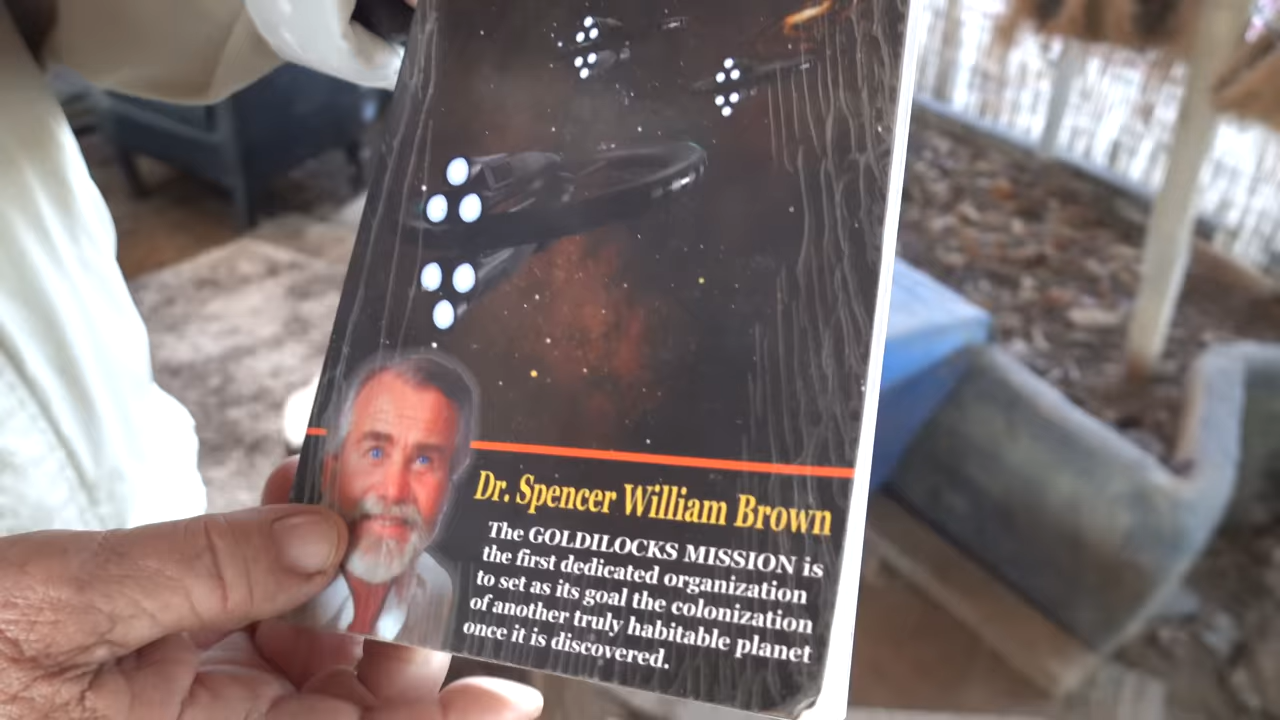 Dr. Spencer William Brown
The GOLDILOCKS MISSION is
the first dedicated organization
to set as its goal the colonization
of another truly habitable planet
once it is discovered.